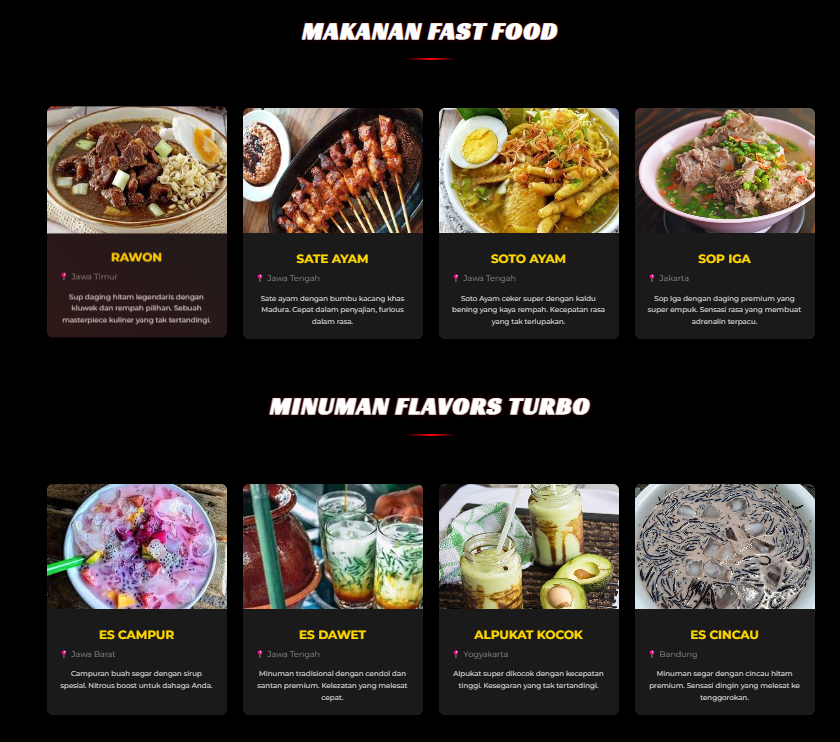 MAKANAN FAST FOOD
RAWON
Jawa Timur
Sup daging hitam legendaris dengan
kluwek dan rempah pilihan. Sebuah
masterpiece kuliner yang tak tertandingi.
SATE AYAM
Jawa Tengah
Sate ayam dengan bumbu kacang khas
Madura. Cepat dalam penyajian, furious
dalam rasa.
SOTO AYAM
Jawa Tengah
Soto Ayam ceker super dengan kaldu
bening yang kaya rempah. Kecepatan rasa
yang tak terlupakan.
SOP IGA
Jakarta
Sop Iga dengan daging premium yang
super empuk. Sensasi rasa yang membuat
adrenalin terpacu.
MINUMAN FLAVORS TURBO
ES CAMPUR
Jawa Barat
Campuran buah segar dengan sirup
spesial. Nitrous boost untuk dahaga Anda.
ES DAWET
Jawa Tengah
Minuman tradisional dengan cendol dan
santan premium. Kelezatan yang melesat
cepat.
ALPUKAT KOCOK
Yogyakarta
Alpukat super dikocok dengan kecepatan
tinggi. Kesegaran yang tak tertandingi.
ES CINCAU
Bandung
Minuman segar dengan cincau hitam
premium. Sensasi dingin yang melesat ke
tenggorokan.